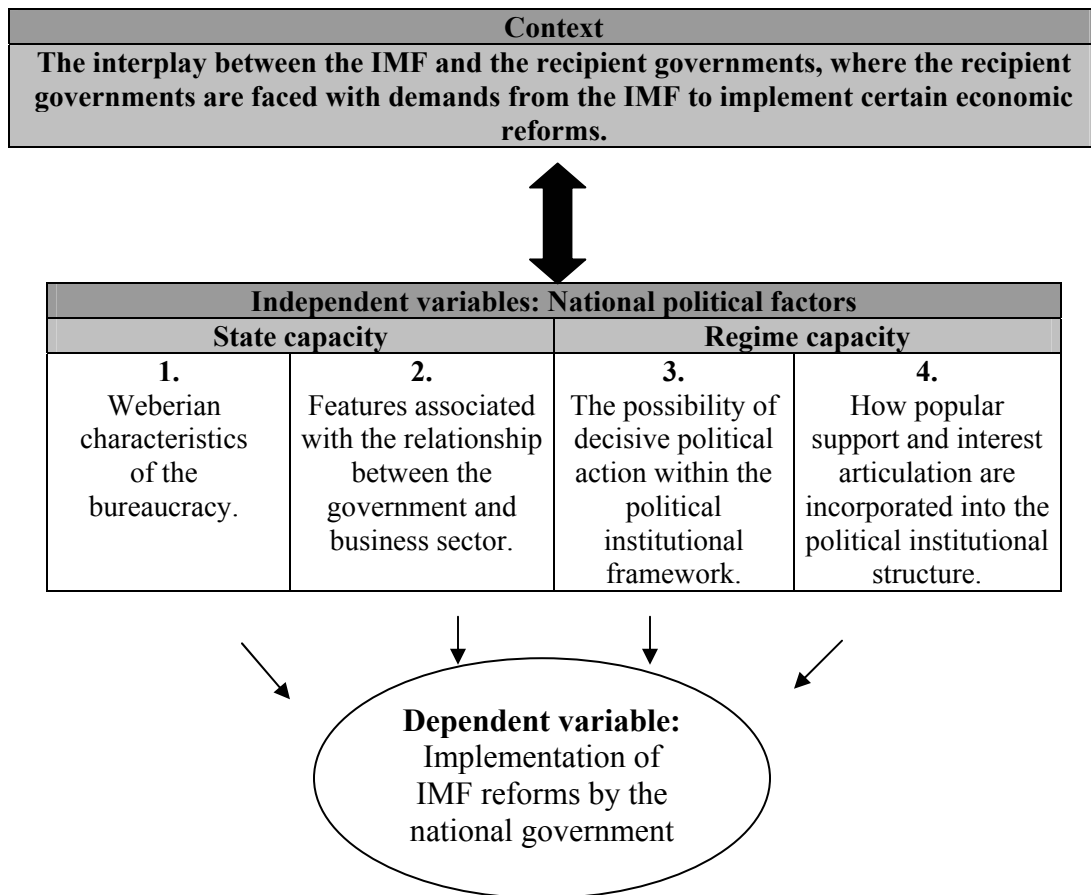 Context
The interplay between the IMF and the recipient governments, where the recipient
governments are faced with demands from the IMF to implement certain economic
reforms.
Independent variables: National political factors
State capacity
Regime capacity
1.
Weberian
characteristics
of the
bureaucracy.
2.
Features associated
with the relationship
between the
government and
business sector.
3.
The possibility of
decisive political
action within the
political
institutional
framework.
4.
How popular
support and interest
articulation are
incorporated into the
political institutional
structure.
Dependent variable:
Implementation of
IMF reforms by the
national government